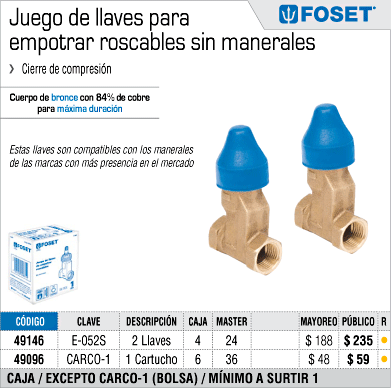 Juego de llaves para
empotrar roscables sin manerales
FOSET®
❯ Cierre de compresión
Cuerpo de bronce con 84% de cobre
para máxima duración
Estas llaves son compatibles con los manerales
de las marcas con más presencia en el mercado
FOSET
CÓDIGO CLAVE DESCRIPCIÓN CAJA MASTER MAYOREO PÚBLICO R
49146 E-052S 2 Llaves 4 24 $ 188 $ 235 •
49096 CARCO-1 1 Cartucho 6 36 $ 48 $ 59 •
CAJA / EXCEPTO CARCO-1 (BOLSA) / MÍNIMO A SURTIR 1